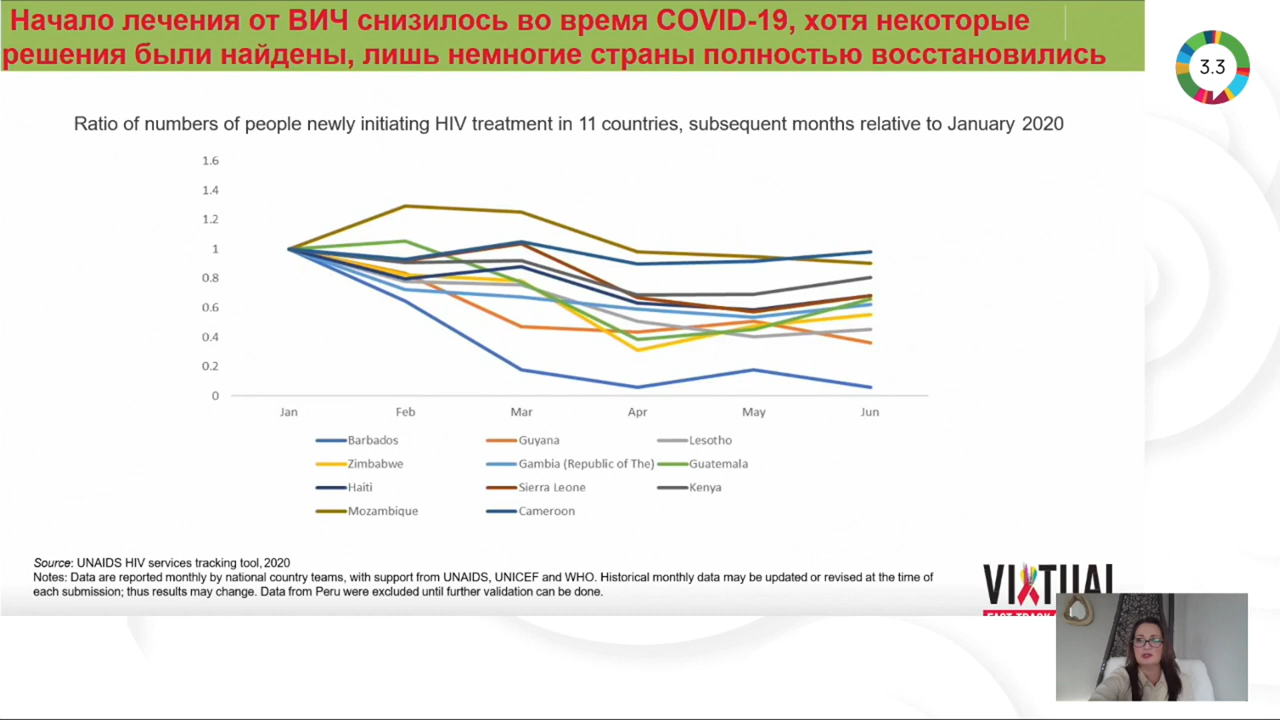 Начало лечения от ВИЧ снизилось во время COVID-19, хотя некоторые
решения были найдены, лишь немногие страны полностью восстановились
3.3
Ratio of numbers of people newly initiating HIV treatment in 11 countries, subsequent months relative to January 2020
1.6
1.4
1.2
1
0.8
0.6
0.4
0.2
0
Jan Feb Mar Apr May Jun
Barbados Guyana Lesotho
Zimbabwe Gambia (Republic of The) Guatemala
Haiti Sierra Leone Kenya
Mozambique Cameroon
Source: UNAIDS HIV services tracking tool, 2020
Notes: Data are reported monthly by national country teams, with support from UNAIDS, UNICEF and WHO. Historical monthly data may be updated or revised at the time of
each submission; thus results may change. Data from Peru were excluded until further validation can be done.
VIRTUAL